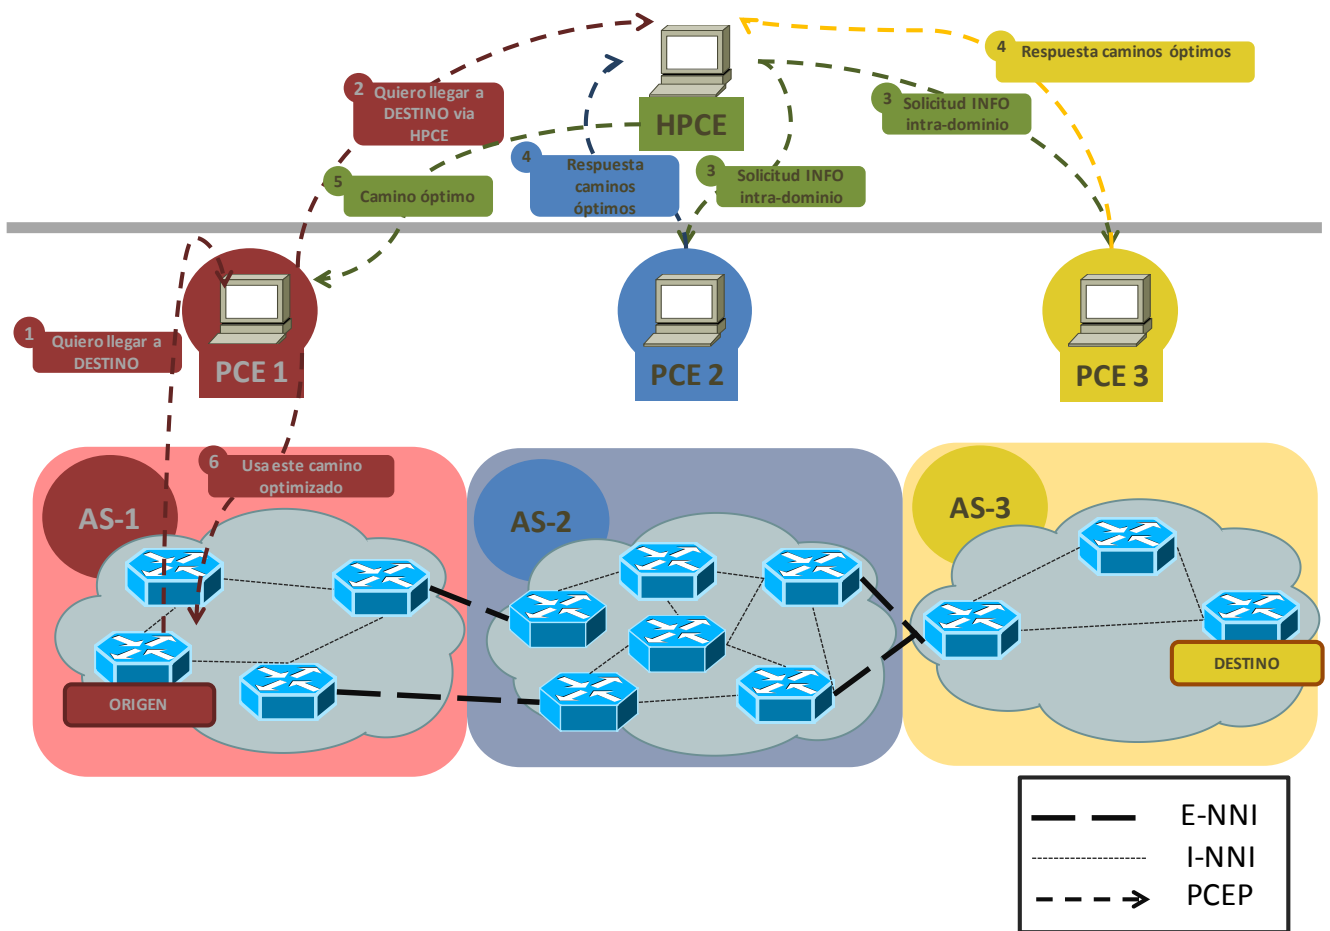 4
Respuesta caminos óptimos
2
Quiero llegar a
DESTINO via
HPCE
HPCE
3
Solicitud INFO
intra-dominio
5
Camino óptimo
4
Respuesta
caminos
óptimos
3
Solicitud INFO
intra-dominio
1
Quiero llegar a
DESTINO
PCE 1
PCE 2
PCE 3
6
Usa este camino
optimizado
AS-1
AS-2
AS-3
ORIGEN
DESTINO
E-NNI
I-NNI
PCEP